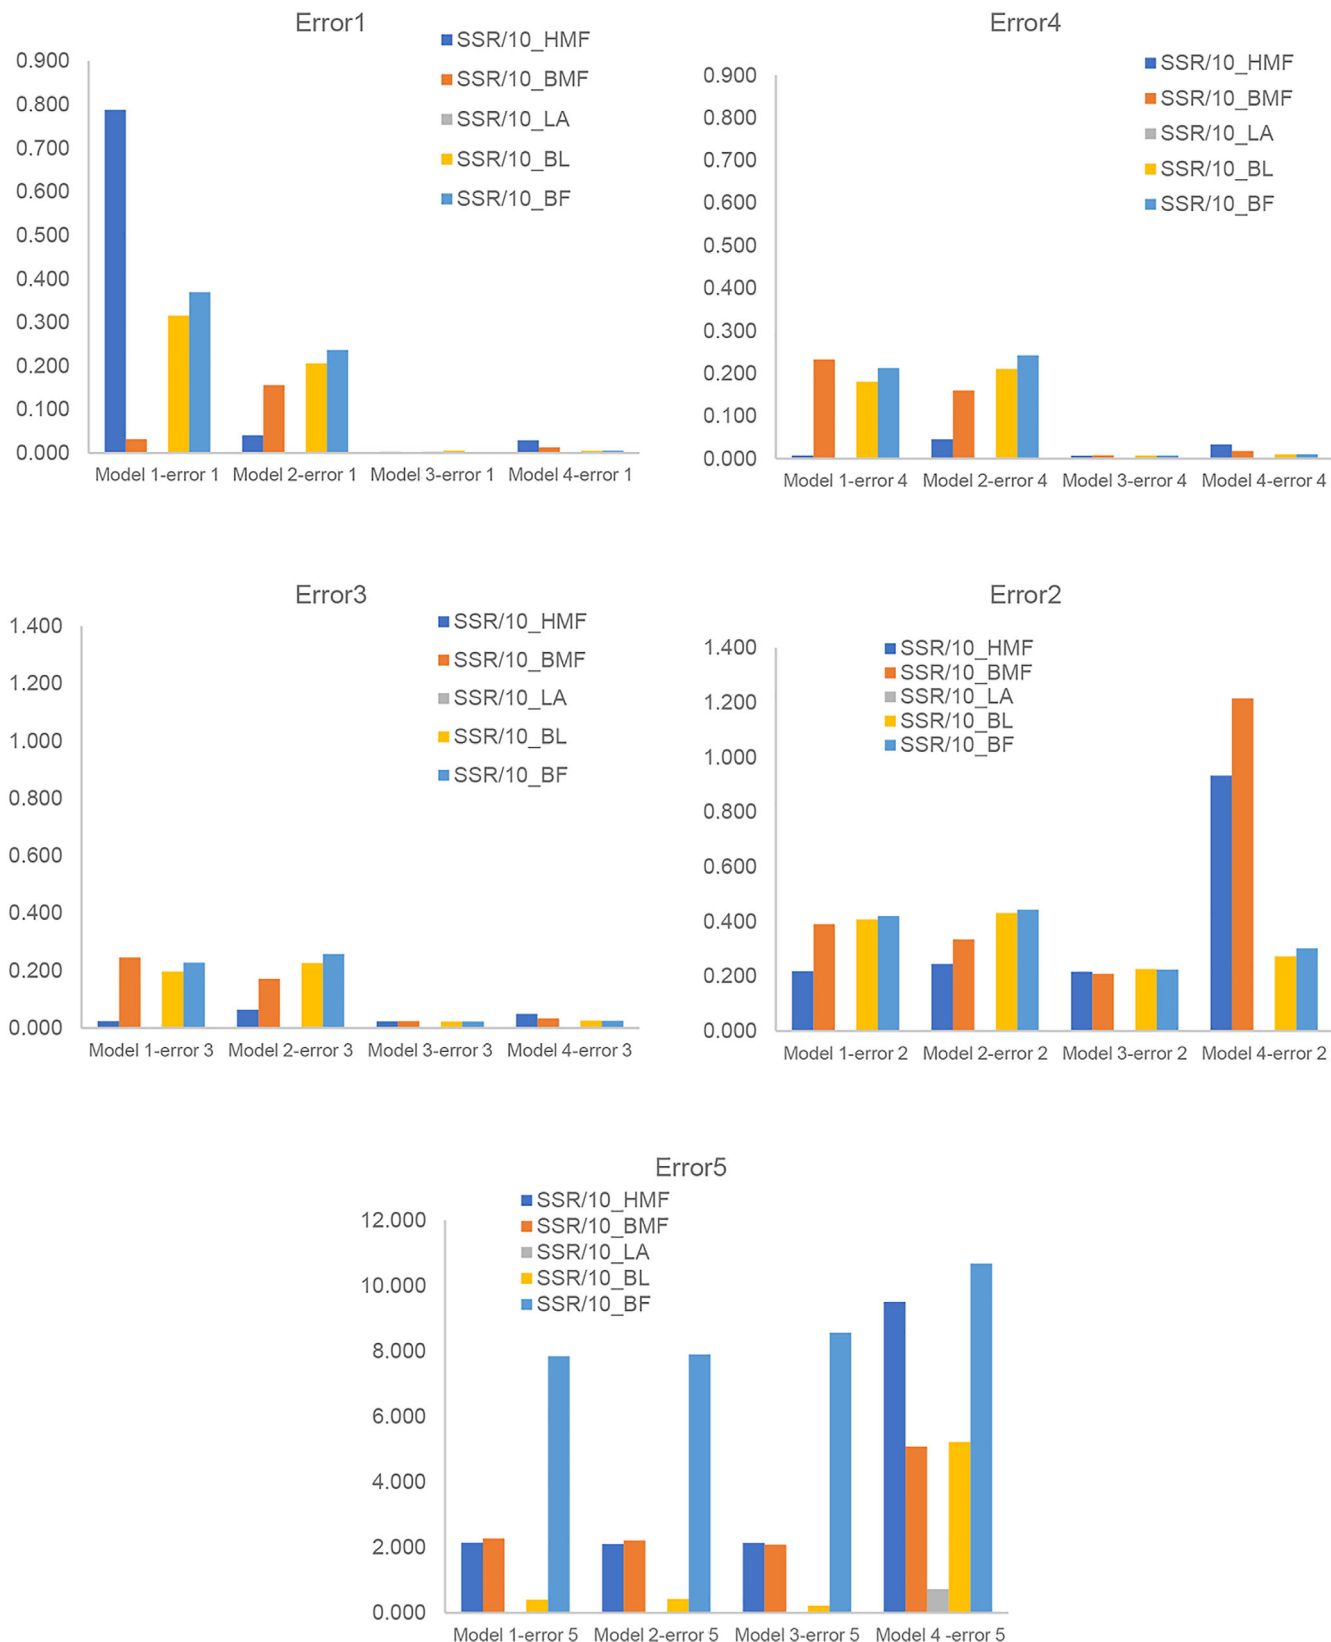 Error1
SSR/10_HMF
SSR/10_BMF
SSR/10_LA
SSR/10_BL
SSR/10_BF
0.900
0.800
0.700
0.600
0.500
0.400
0.300
0.200
0.100
0.000
Model 1-error 1
Model 2-error 1
Model 3-error 1
Model 4-error 1
Error4
SSR/10_HMF
SSR/10_BMF
SSR/10_LA
SSR/10_BL
SSR/10_BF
0.900
0.800
0.700
0.600
0.500
0.400
0.300
0.200
0.100
0.000
Model 1-error 4
Model 2-error 4
Model 3-error 4
Model 4-error 4
Error3
SSR/10_HMF
SSR/10_BMF
SSR/10_LA
SSR/10_BL
SSR/10_BF
1.400
1.200
1.000
0.800
0.600
0.400
0.200
0.000
Model 1-error 3
Model 2-error 3
Model 3-error 3
Model 4-error 3
Error2
SSR/10_HMF
SSR/10_BMF
SSR/10_LA
SSR/10_BL
SSR/10_BF
1.400
1.200
1.000
0.800
0.600
0.400
0.200
0.000
Model 1-error 2
Model 2-error 2
Model 3-error 2
Model 4-error 2
Error5
SSR/10_HMF
SSR/10_BMF
SSR/10_LA
SSR/10_BL
SSR/10_BF
12.000
10.000
8.000
6.000
4.000
2.000
0.000
Model 1-error 5
Model 2-error 5
Model 3-error 5
Model 4 -error 5